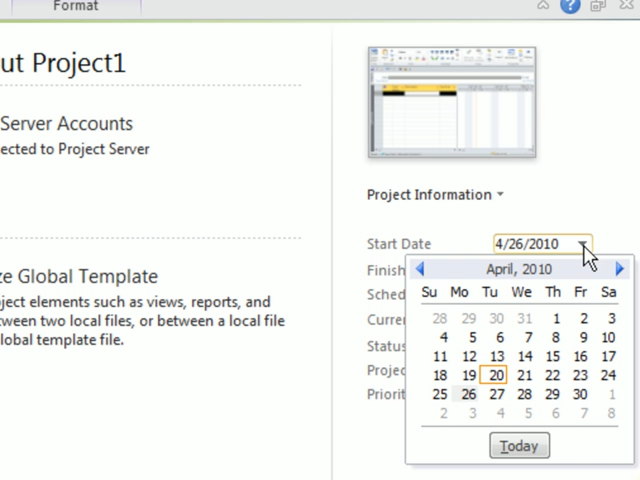 Format
ut Project1
Server Accounts
ected to Project Server
ze Global Template
ject elements such as views, reports, and
tween two local files, or between a local file
lobal template file.
Project Information
Start Date 4/26/2010
Finish
Sched
Currer
Status
Projec
Priorit
April, 2010
Su Mo Tu We Th Fr Sa
28 29 30 31 1 2 3
4 5 6 7 8 9 10
11 12 13 14 15 16 17
18 19 20 21 22 23 24
25 26 27 28 29 30 1
2 3 4 5 6 7 8
Today